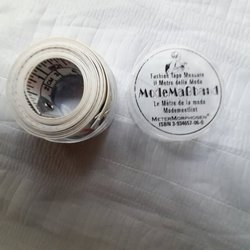 Fashion Tape Measure
il Metro della Moda
ModeMaßband
Le Mètre de la mode
Modemeetlint
METERMORPHOSEN®
ISBN 3-934657-06-8